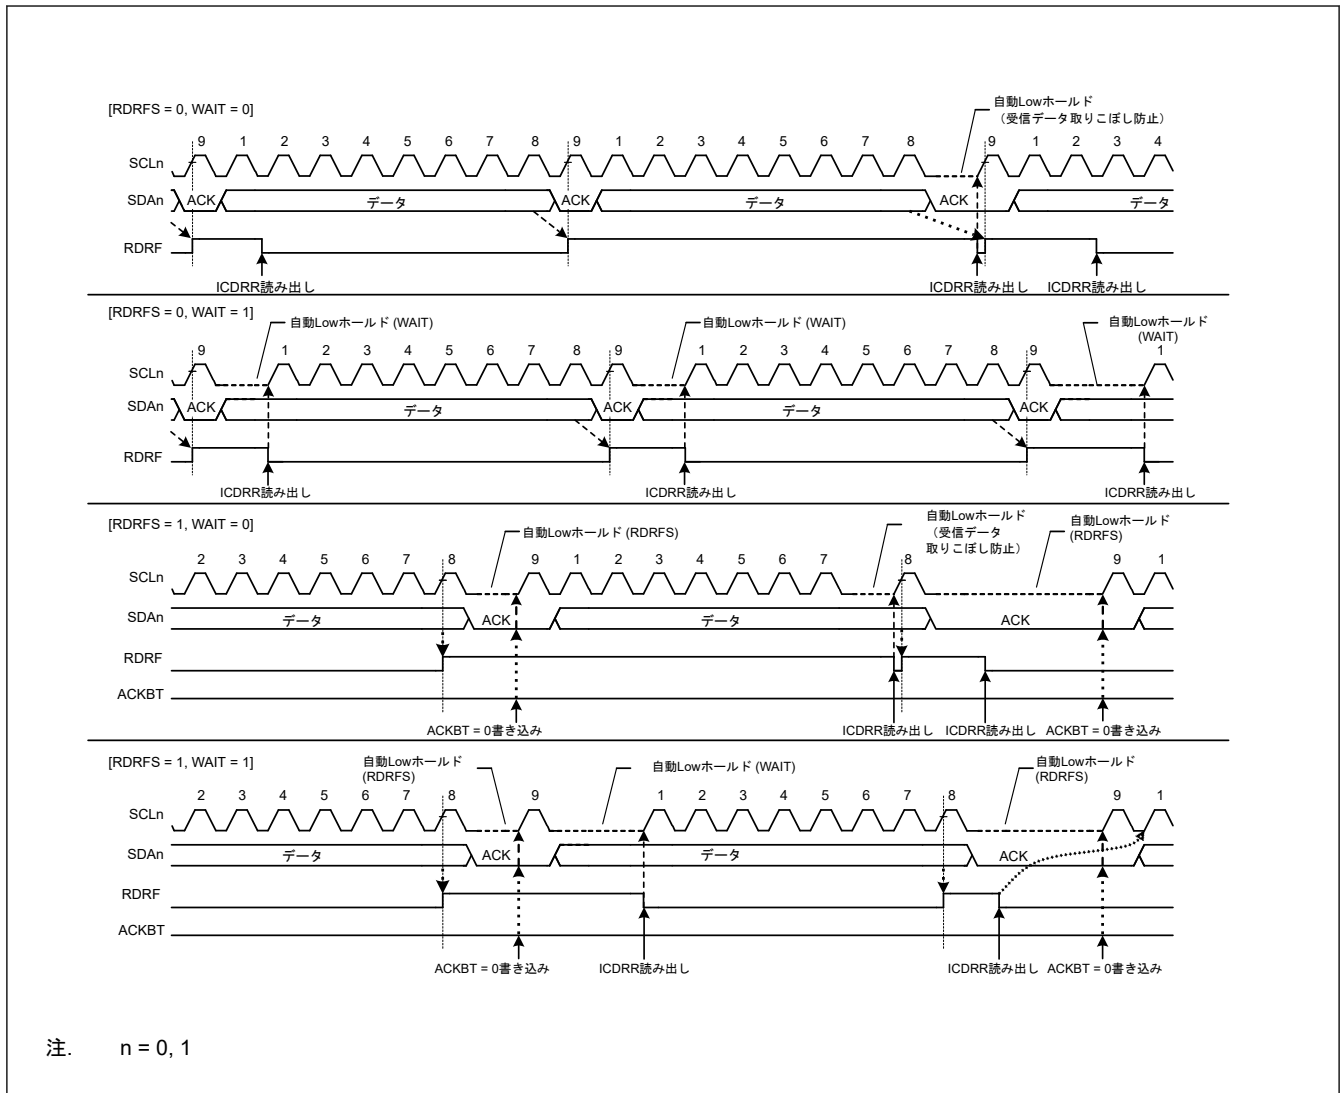 [RDRFS = 0, WAIT = 0]
自動Lowホールド
（受信データ取りこぼし防止）
9 1 2 3 4 5 6 7 8 9 1 2 3 4 5 6 7 8 9 1 2 3 4
SCLn
SDAn ACK データ ACK データ ACK データ
RDRF
ICDRR読み出し ICDRR読み出し ICDRR読み出し
[RDRFS = 0, WAIT = 1]
自動Lowホールド (WAIT) 自動Lowホールド (WAIT) 自動Lowホールド
(WAIT)
9 1 2 3 4 5 6 7 8 9 1 2 3 4 5 6 7 8 9 1
SCLn
SDAn ACK データ ACK データ ACK
RDRF
ICDRR読み出し ICDRR読み出し ICDRR読み出し
[RDRFS = 1, WAIT = 0]
自動Lowホールド (RDRFS)
自動Lowホールド
（受信データ
取りこぼし防止）
自動Lowホールド
(RDRFS)
2 3 4 5 6 7 8 9 1 2 3 4 5 6 7 8 9 1
SCLn
SDAn データ ACK データ ACK
RDRF
ACKBT
ACKBT = 0書き込み ICDRR読み出し ICDRR読み出し ACKBT = 0書き込み
[RDRFS = 1, WAIT = 1]
自動Lowホールド
(RDRFS)
自動Lowホールド (WAIT)
自動Lowホールド
(RDRFS)
2 3 4 5 6 7 8 9 1 2 3 4 5 6 7 8 9 1
SCLn
SDAn データ ACK データ ACK
RDRF
ACKBT
ACKBT = 0書き込み ICDRR読み出し ICDRR読み出し ACKBT = 0書き込み
注. n = 0, 1